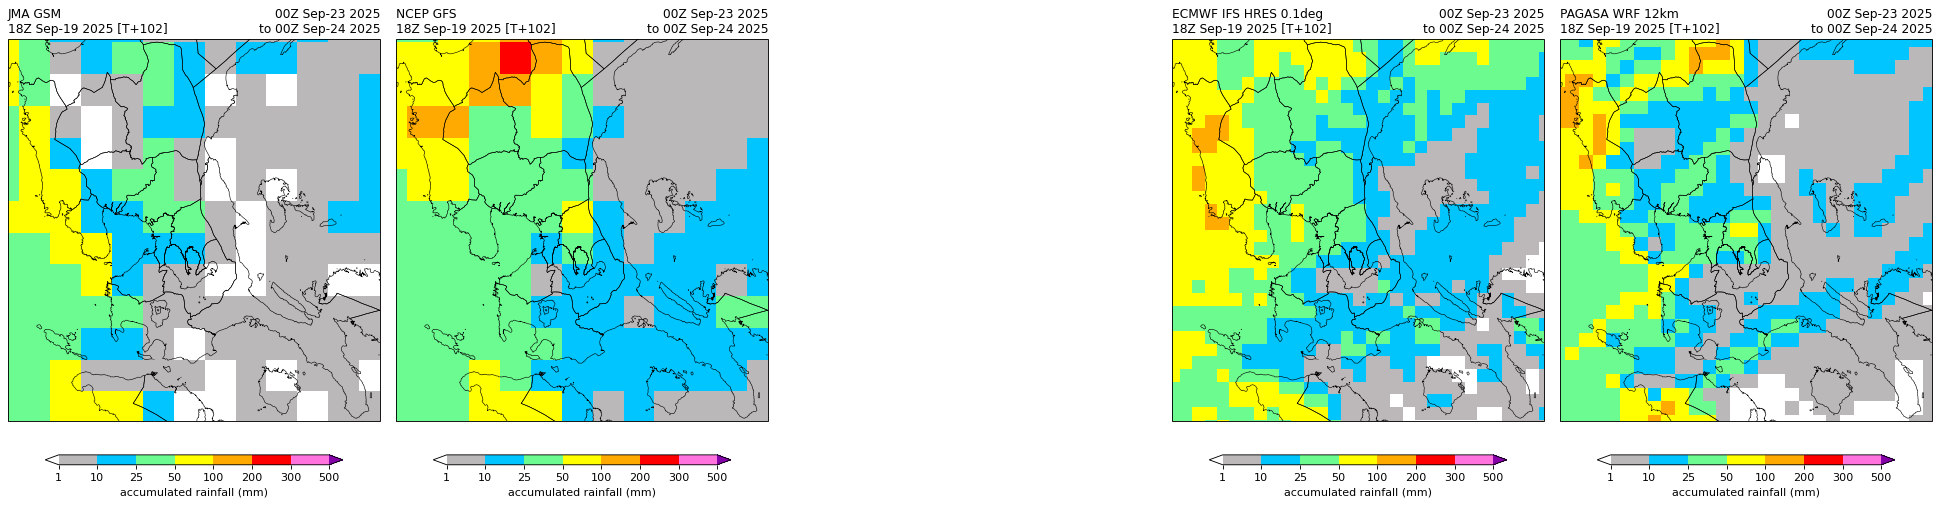 JMA GSM 00Z Sep-23 2025
18Z Sep-19 2025 [T+102] to 00Z Sep-24 2025
1 10 25 50 100 200 300 500
accumulated rainfall (mm)
NCEP GFS 00Z Sep-23 2025
18Z Sep-19 2025 [T+102] to 00Z Sep-24 2025
1 10 25 50 100 200 300 500
accumulated rainfall (mm)
ECMWF IFS HRES 0.1deg 00Z Sep-23 2025
18Z Sep-19 2025 [T+102] to 00Z Sep-24 2025
1 10 25 50 100 200 300 500
accumulated rainfall (mm)
PAGASA WRF 12km 00Z Sep-23 2025
18Z Sep-19 2025 [T+102] to 00Z Sep-24 2025
1 10 25 50 100 200 300 500
accumulated rainfall (mm)